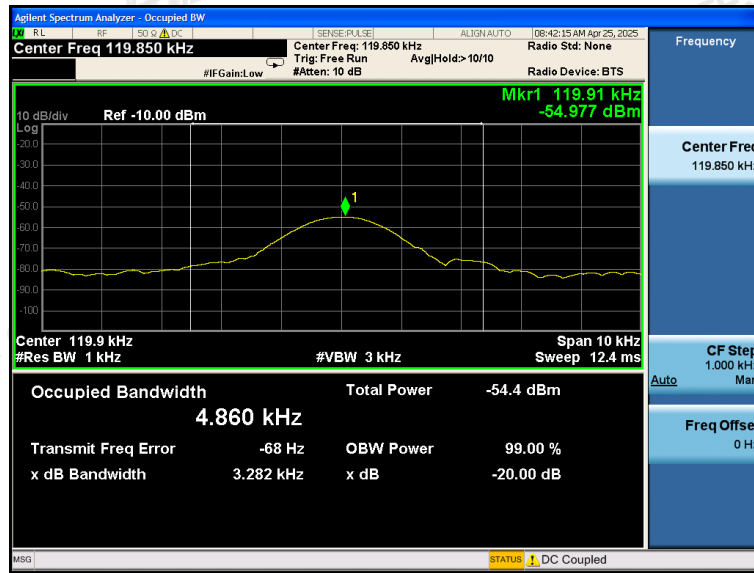 Agilent Spectrum Analyzer - Occupied BW
LXI RL RF 50 Ω DC SENSE:PULSE ALIGN AUTO 08:42:15 AM Apr 25, 2025
Center Freq 119.850 kHz
Center Freq: 119.850 kHz
Radio Std: None
Trig: Free Run Avg|Hold:> 10/10
#IFGain:Low #Atten: 10 dB Radio Device: BTS
Mkr1 119.91 kHz
-54.977 dBm
10 dB/div Ref -10.00 dBm
Log
-20.0
-30.0
-40.0
-50.0
-60.0
-70.0
-80.0
-90.0
-100
1
Center 119.9 kHz Span 10 kHz
#Res BW 1 kHz #VBW 3 kHz Sweep 12.4 ms
Occupied Bandwidth Total Power -54.4 dBm
4.860 kHz
Transmit Freq Error -68 Hz OBW Power 99.00 %
x dB Bandwidth 3.282 kHz x dB -20.00 dB
MSG STATUS DC Coupled
Frequency
Center Freq
119.850 kHz
CF Step
1.000 kHz
Auto Man
Freq Offset
0 Hz